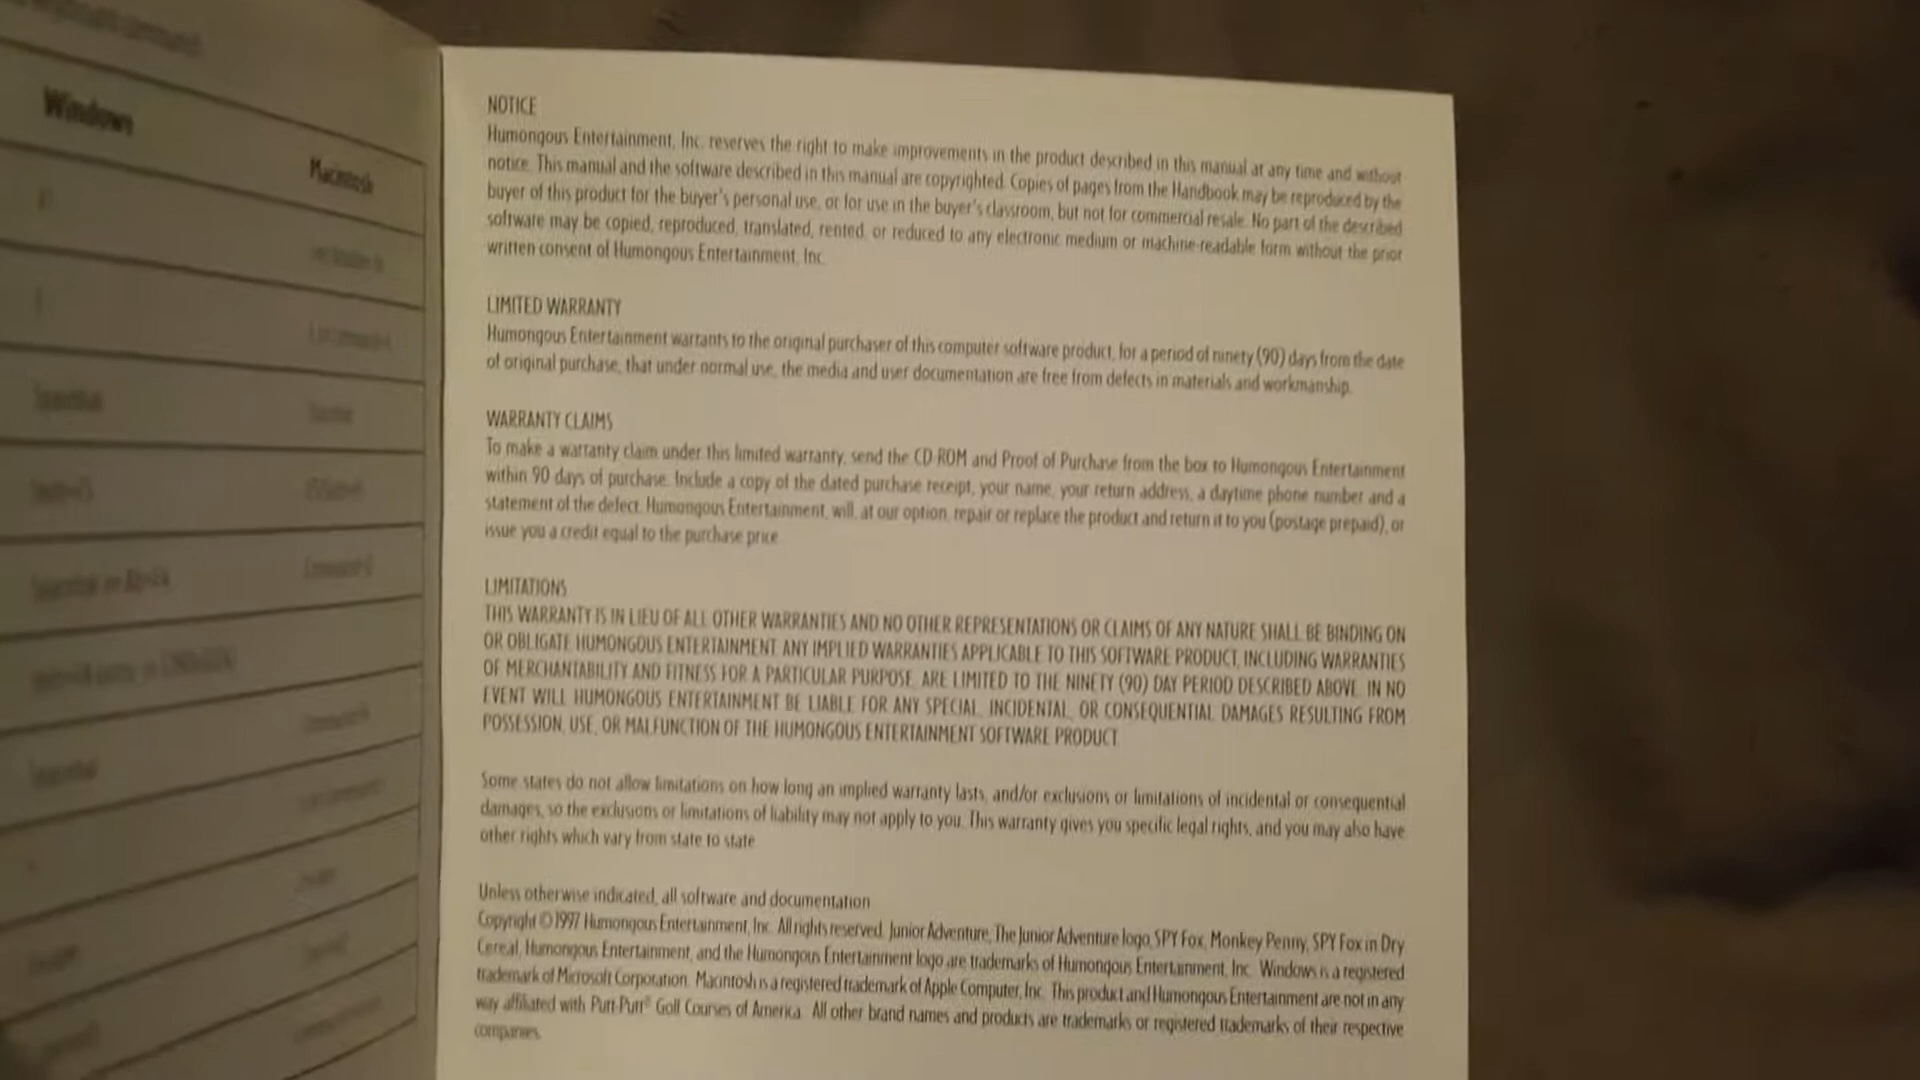 Windows
Macintosh
NOTICE
Humongous Entertainment, Inc. reserves the right to make improvements in the product described in this manual at any time and without
notice. This manual and the software described in this manual are copyrighted. Copies of pages from the Handbook may be reproduced by the
buyer of this product for the buyer's personal use, or for use in the buyer's classroom, but not for commercial resale. No part of the described
software may be copied, reproduced, translated, rented, or reduced to any electronic medium or machine-readable form without the prior
written consent of Humongous Entertainment, Inc.
LIMITED WARRANTY
Humongous Entertainment warrants to the original purchaser of this computer software product, for a period of ninety (90) days from the date
of original purchase, that under normal use, the media and user documentation are free from defects in materials and workmanship.
WARRANTY CLAIMS
To make a warranty claim under this limited warranty, send the CD-ROM and Proof of Purchase from the box to Humongous Entertainment
within 90 days of purchase. Include a copy of the dated purchase receipt, your name, your return address, a daytime phone number and a
statement of the defect. Humongous Entertainment, will, at our option, repair or replace the product and return it to you (postage prepaid), or
issue you a credit equal to the purchase price.
LIMITATIONS
THIS WARRANTY IS IN LIEU OF ALL OTHER WARRANTIES AND NO OTHER REPRESENTATIONS OR CLAIMS OF ANY NATURE SHALL BE BINDING ON
OR OBLIGATE HUMONGOUS ENTERTAINMENT. ANY IMPLIED WARRANTIES APPLICABLE TO THIS SOFTWARE PRODUCT, INCLUDING WARRANTIES
OF MERCHANTABILITY AND FITNESS FOR A PARTICULAR PURPOSE, ARE LIMITED TO THE NINETY (90) DAY PERIOD DESCRIBED ABOVE. IN NO
EVENT WILL HUMONGOUS ENTERTAINMENT BE LIABLE FOR ANY SPECIAL, INCIDENTAL, OR CONSEQUENTIAL DAMAGES RESULTING FROM
POSSESSION, USE, OR MALFUNCTION OF THE HUMONGOUS ENTERTAINMENT SOFTWARE PRODUCT.
Some states do not allow limitations on how long an implied warranty lasts, and/or exclusions or limitations of incidental or consequential
damages, so the exclusions or limitations of liability may not apply to you. This warranty gives you specific legal rights, and you may also have
other rights which vary from state to state.
Unless otherwise indicated, all software and documentation
Copyright ©1997 Humongous Entertainment, Inc. All rights reserved. Junior Adventure, The Junior Adventure logo, SPY Fox, Monkey Penny, SPY Fox in Dry
Cereal, Humongous Entertainment, and the Humongous Entertainment logo are trademarks of Humongous Entertainment, Inc. Windows is a registered
trademark of Microsoft Corporation. Macintosh is a registered trademark of Apple Computer, Inc. This product and Humongous Entertainment are not in any
way affiliated with Putt-Putt® Golf Courses of America. All other brand names and products are trademarks or registered trademarks of their respective
companies.